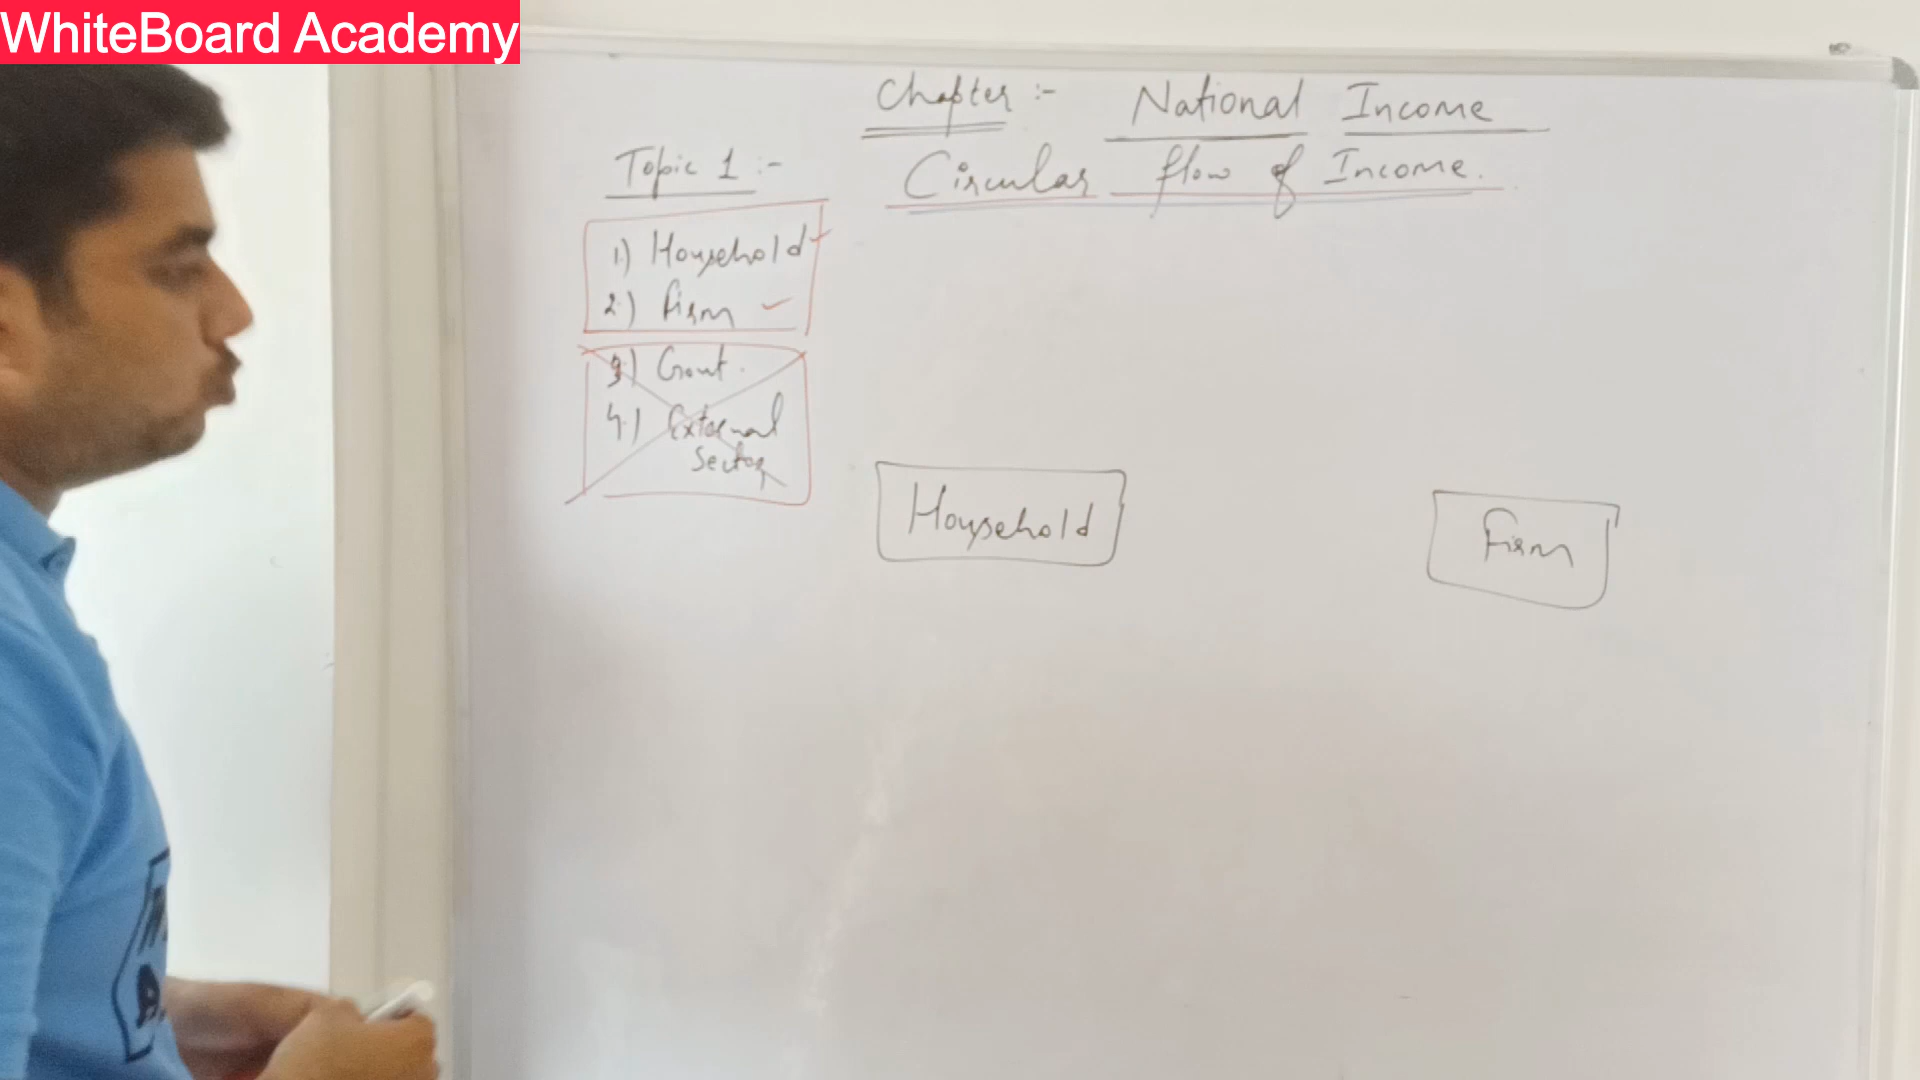 WhiteBoard Academy
Chapter :- National Income
Topic 1 :- Circular flow of Income.
1) Household
2) Firm
3) Govt.
4) External
Sector
Household
Firm